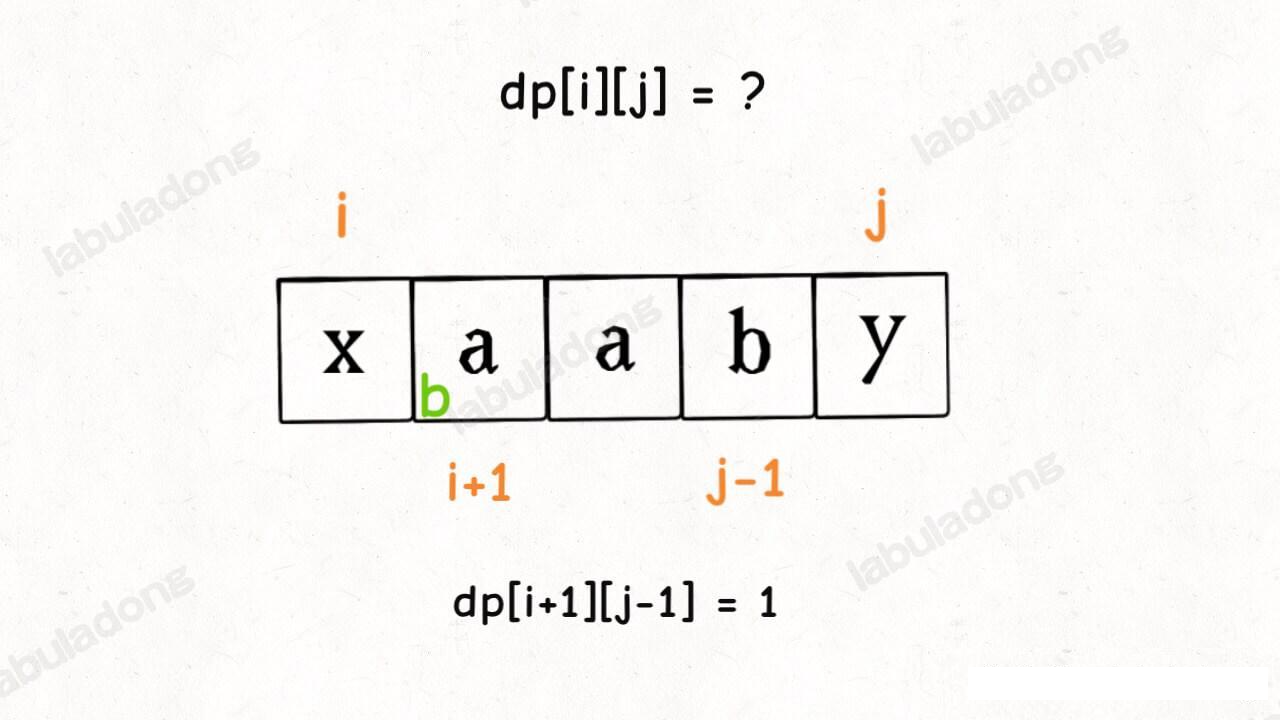 dp[i][j] = ?
labuladong
labuladong
i
j
x a a b y
b
labuladong
i+1
j-1
labuladong
labuladong
dp[i+1][j-1] = 1